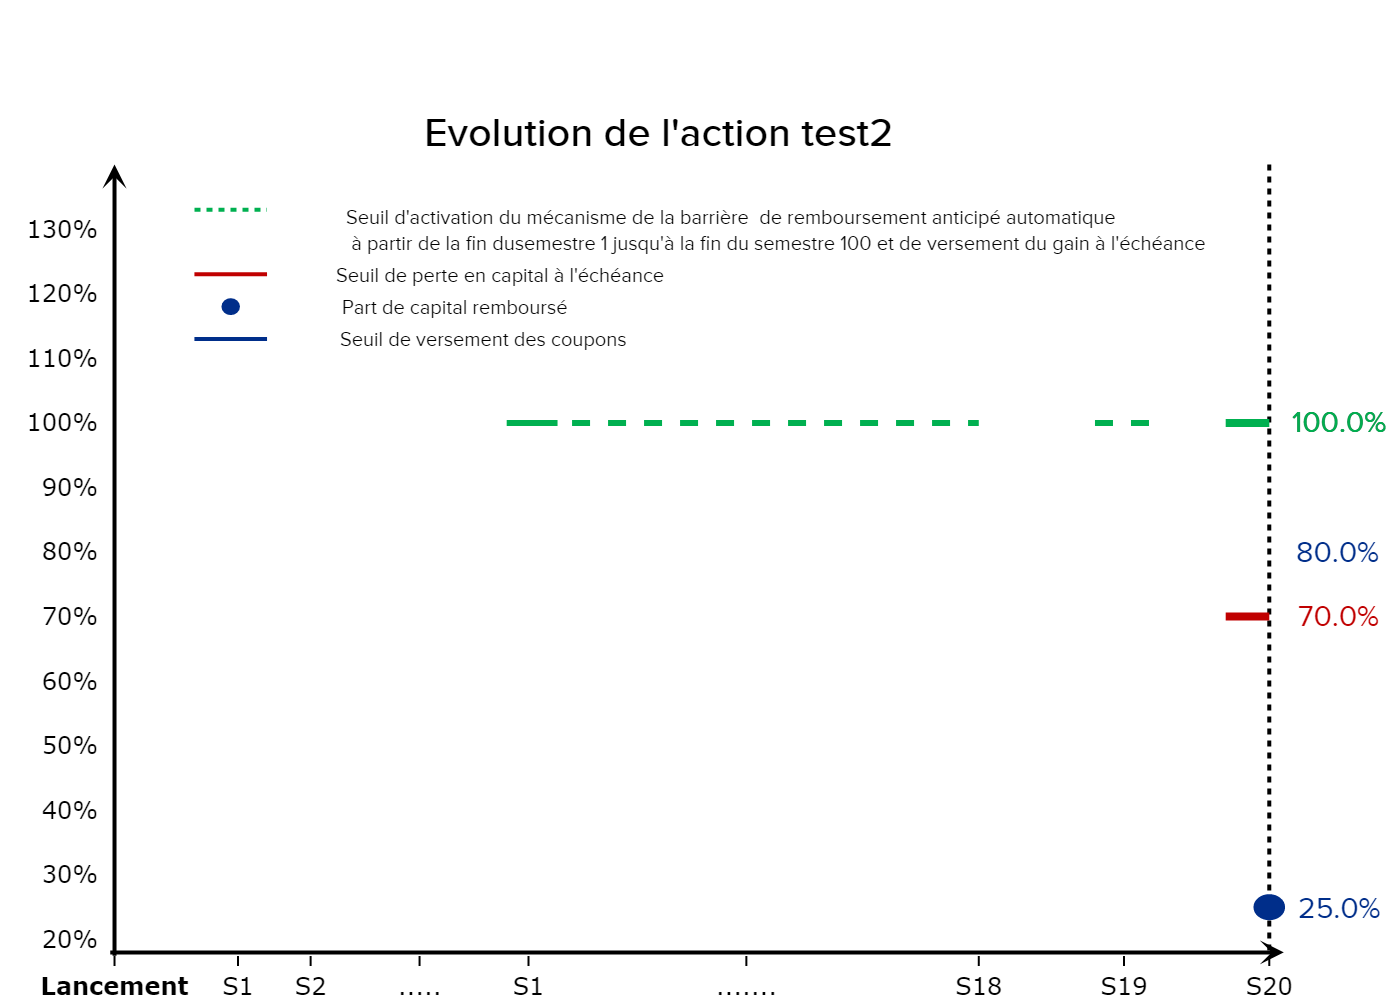 Evolution de l'action test2
Seuil d'activation du mécanisme de la barrière  de remboursement anticipé automatique
à partir de la fin dusemestre 1 jusqu'à la fin du semestre 100 et de versement du gain à l'échéance
Seuil de perte en capital à l'échéance
Part de capital remboursé
Seuil de versement des coupons
130%
120%
110%
100%
100.0%
90%
80%
80.0%
70%
70.0%
60%
50%
40%
30%
25.0%
20%
Lancement S1 S2 ..... S1 ....... S18 S19 S20